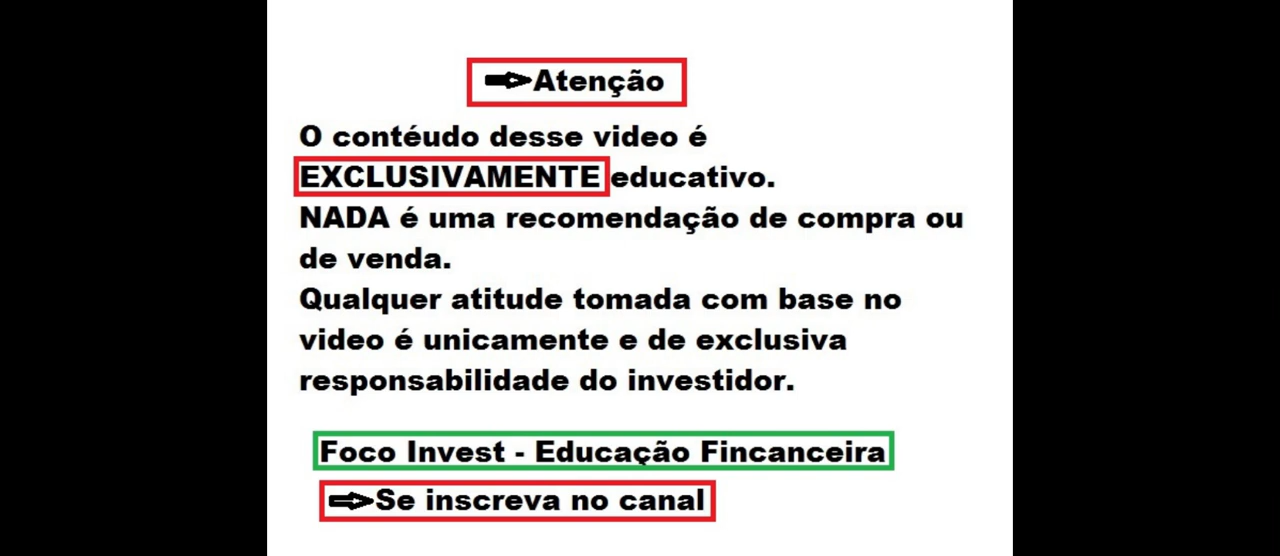 Atenção
O contéudo desse video é
EXCLUSIVAMENTE educativo.
NADA é uma recomendação de compra ou
de venda.
Qualquer atitude tomada com base no
video é unicamente e de exclusiva
responsabilidade do investidor.
Foco Invest - Educação Fincanceira
Se inscreva no canal